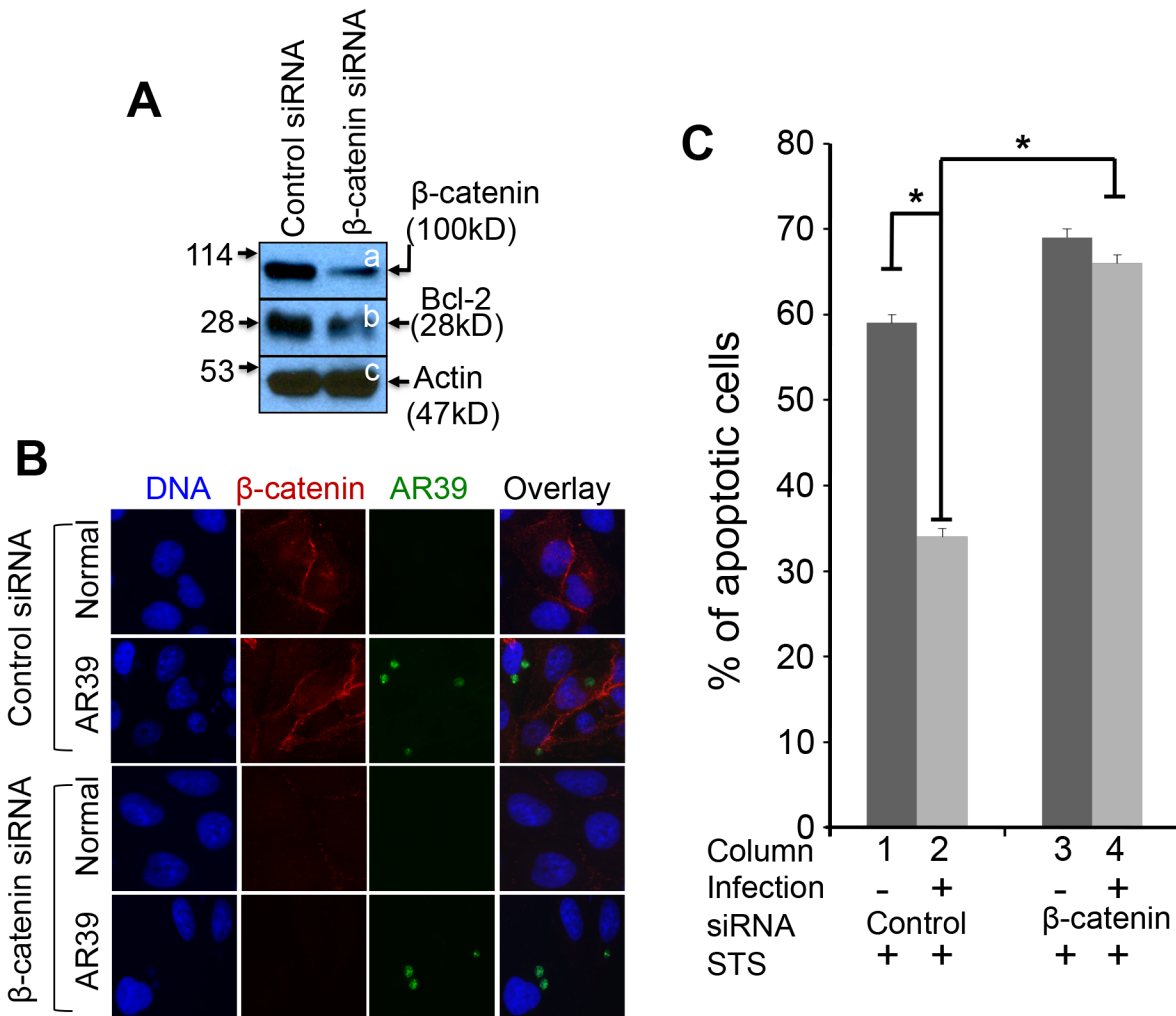 A
Control siRNA
β-catenin siRNA
β-catenin
(100kD)
114
a
Bcl-2
(28kD)
28
b
53
c
Actin
(47kD)
B
DNA β-catenin AR39 Overlay
Control siRNA
Normal
AR39
β-catenin siRNA
Normal
AR39
C
% of apoptotic cells
80
70
60
50
40
30
20
10
0
*
*
Column 1 2 3 4
Infection - + - +
siRNA Control β-catenin
STS + + + +